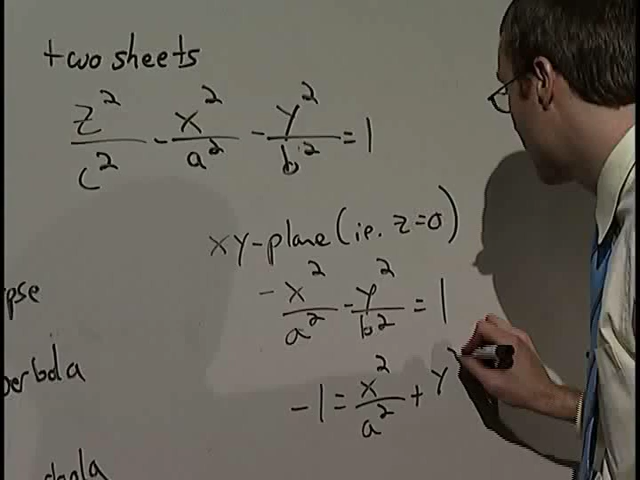 two sheets
z²/c² - x²/a² - y²/b² = 1
xy-plane (i.e. z=0)
-x²/a² - y²/b² = 1
pse
-1 = x²/a² + y
erbola